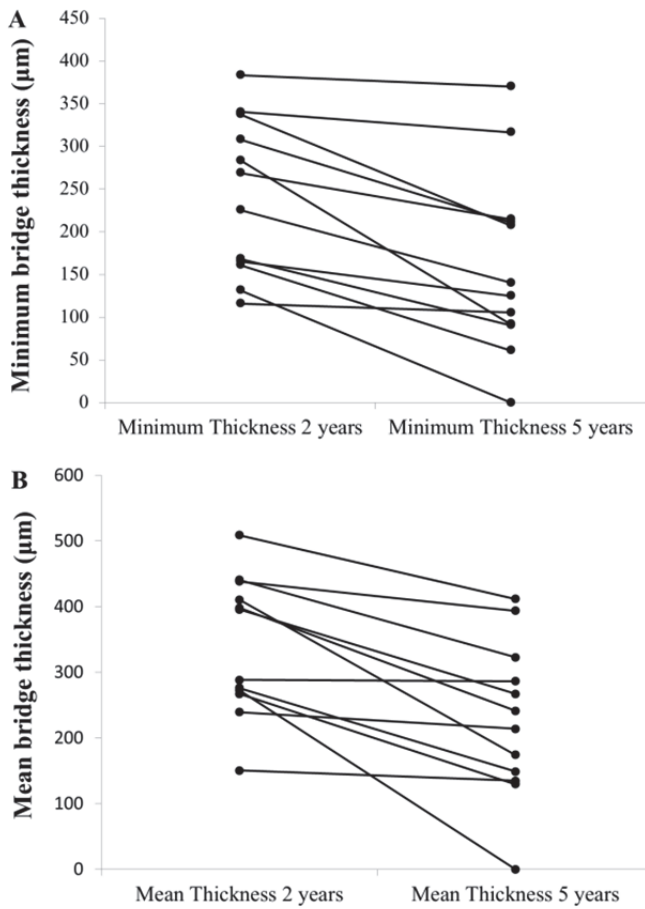 A
Minimum bridge thickness (µm)
450
400
350
300
250
200
150
100
50
0
Minimum Thickness 2 years
Minimum Thickness 5 years
B
Mean bridge thickness (µm)
600
500
400
300
200
100
0
Mean Thickness 2 years
Mean Thickness 5 years